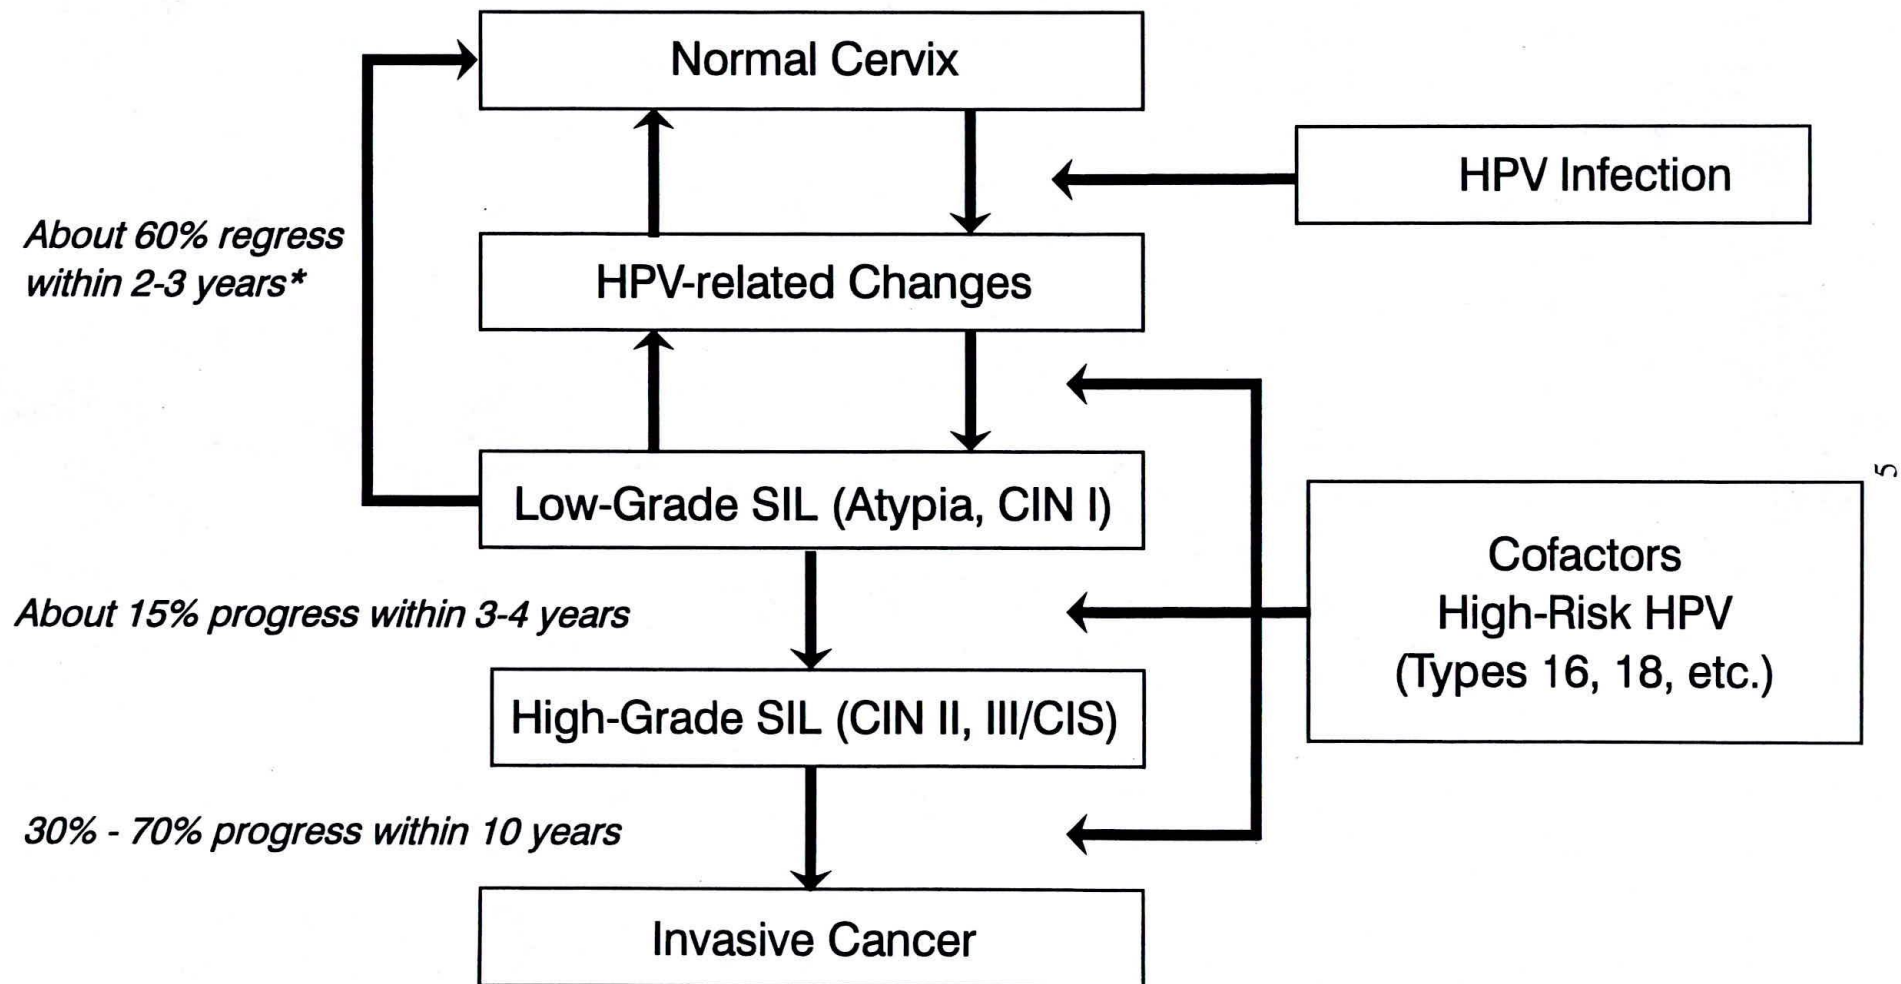 Normal Cervix
HPV Infection
About 60% regress
within 2-3 years*
HPV-related Changes
Low-Grade SIL (Atypia, CIN I)
5
Cofactors
High-Risk HPV
(Types 16, 18, etc.)
About 15% progress within 3-4 years
High-Grade SIL (CIN II, III/CIS)
30% - 70% progress within 10 years
Invasive Cancer